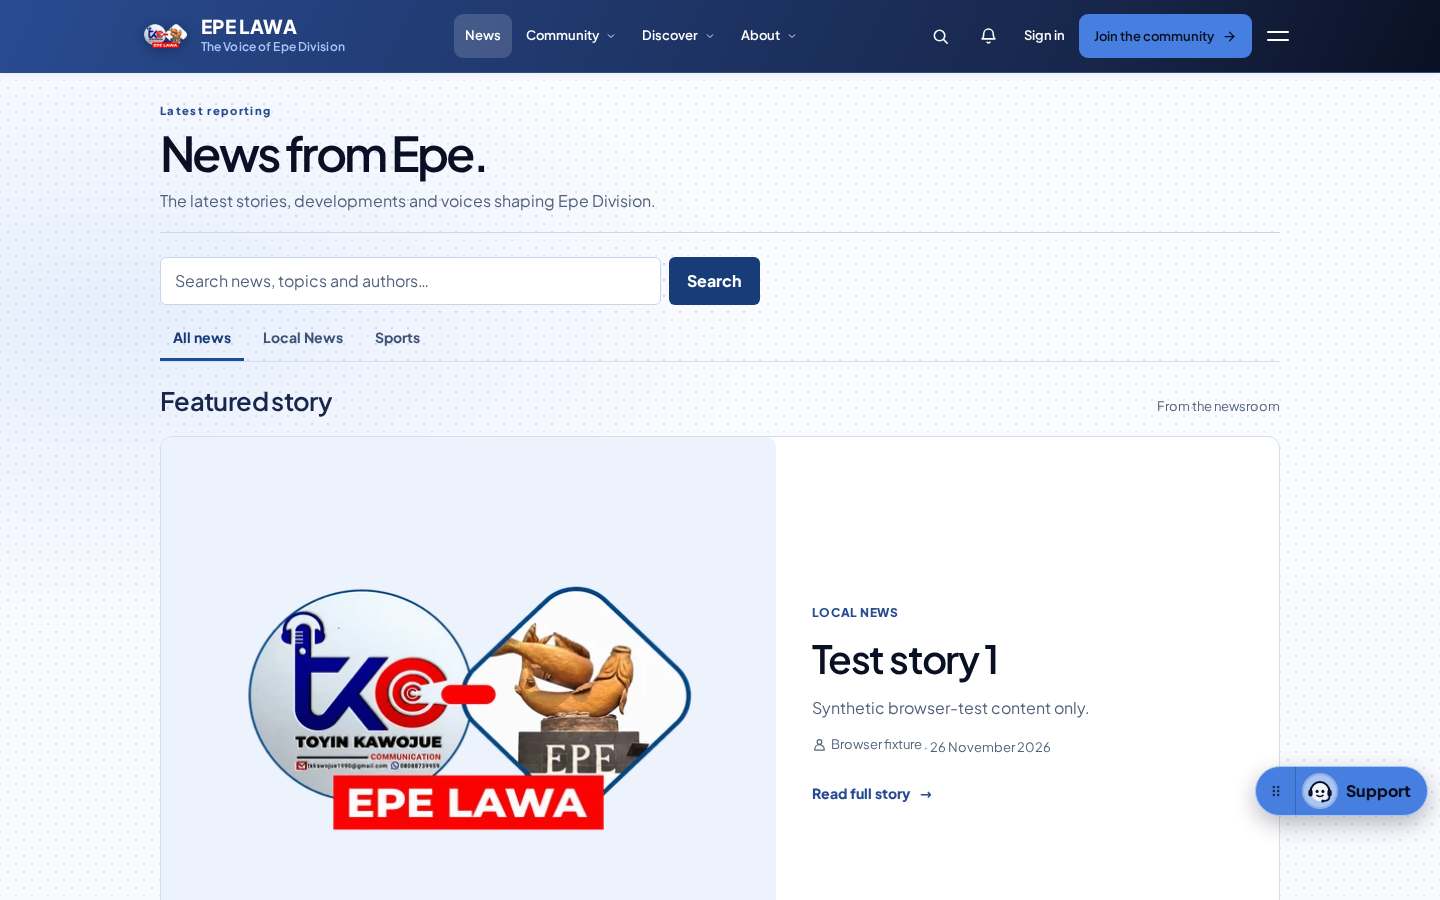 EPE LAWA
The Voice of Epe Division
News
Community
Discover
About
Sign in
Join the community →
Latest reporting
News from Epe.
The latest stories, developments and voices shaping Epe Division.
Search news, topics and authors...
Search
All news
Local News
Sports
Featured story
From the newsroom
tkc
TOYIN KAWOJUE
COMMUNICATION
EPE
EPE LAWA
LOCAL NEWS
Test story 1
Synthetic browser-test content only.
Browser fixture . 26 November 2026
Read full story →
Support